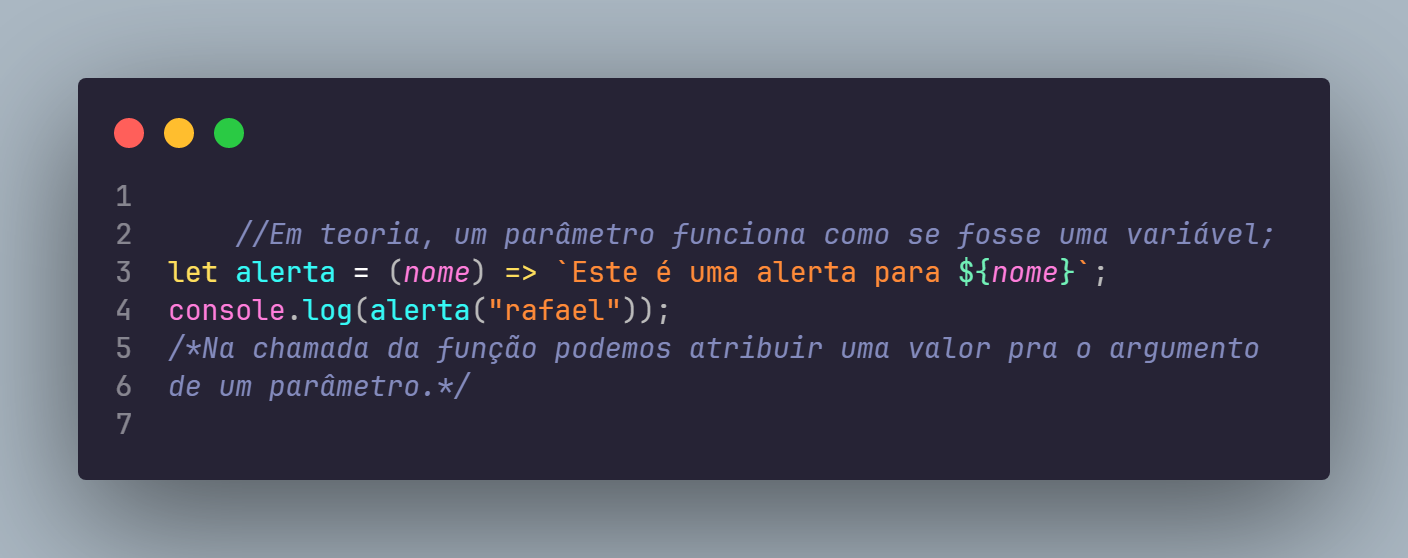 1
2 //Em teoria, um parâmetro funciona como se fosse uma variável;
3 let alerta = (nome) => `Este é uma alerta para ${nome}`;
4 console.log(alerta("rafael"));
5 /*Na chamada da função podemos atribuir uma valor pra o argumento
6 de um parâmetro.*/
7